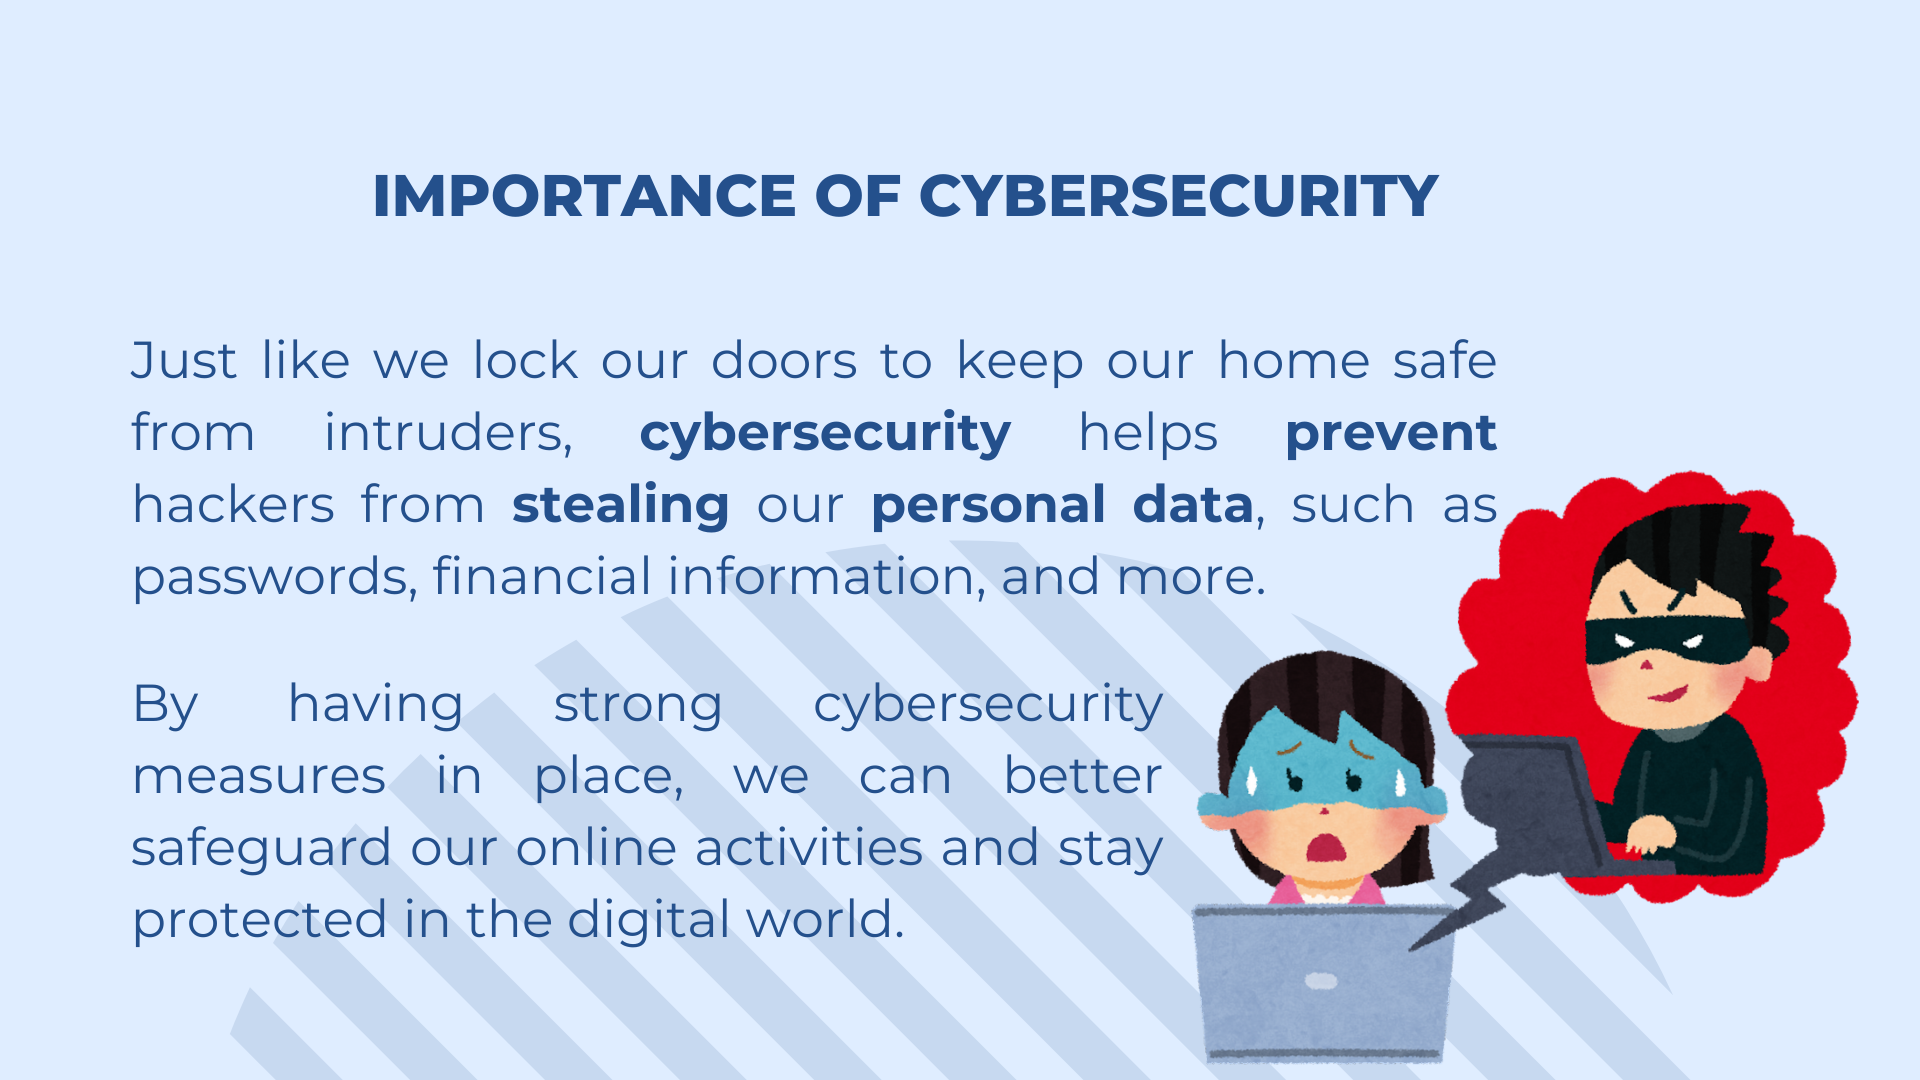 IMPORTANCE OF CYBERSECURITY
Just like we lock our doors to keep our home safe
from intruders, cybersecurity helps prevent
hackers from stealing our personal data, such as
passwords, financial information, and more.
By having strong cybersecurity
measures in place, we can better
safeguard our online activities and stay
protected in the digital world.